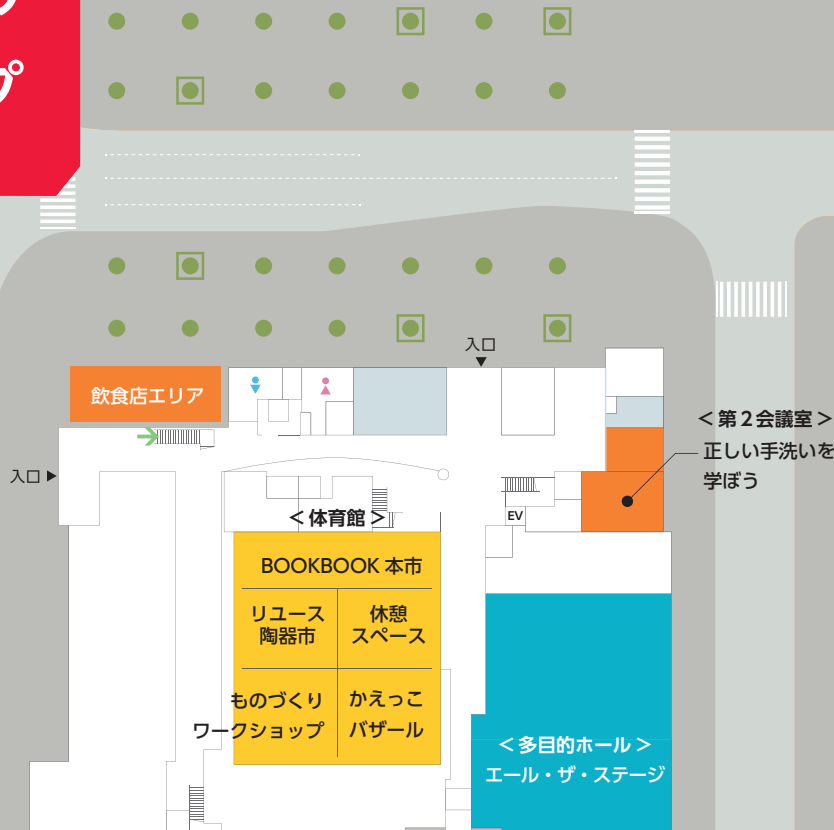 プ
入口
飲食店エリア
＜第２会議室＞
正しい手洗いを
学ぼう
入口
EV
＜体育館＞
BOOKBOOK 本市
リユース
陶器市
休憩
スペース
ものづくり
ワークショップ
かえっこ
バザール
＜多目的ホール＞
エール・ザ・ステージ